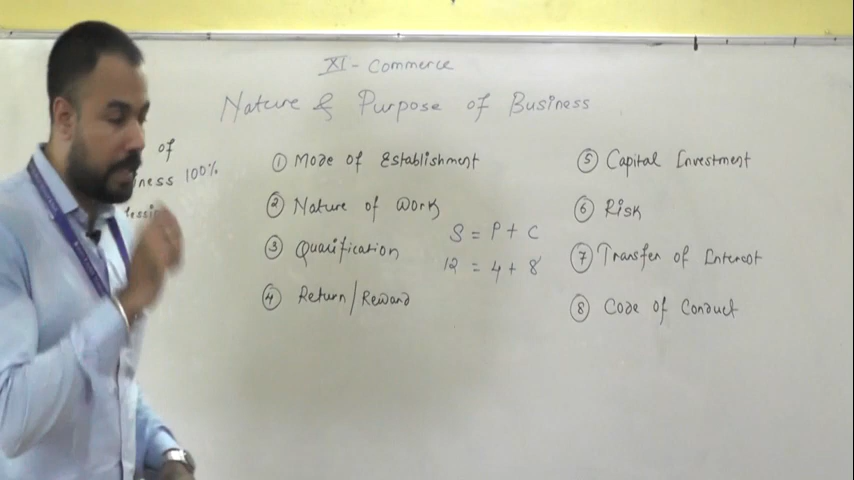 XI - Commerce
Nature & Purpose of Business
of
ness 100%
① Mode of Establishment
② Nature of Work
③ Qualification
④ Return/Reward
S = P + C
12 = 4 + 8
⑤ Capital Investment
⑥ Risk
⑦ Transfer of Interest
⑧ Code of Conduct